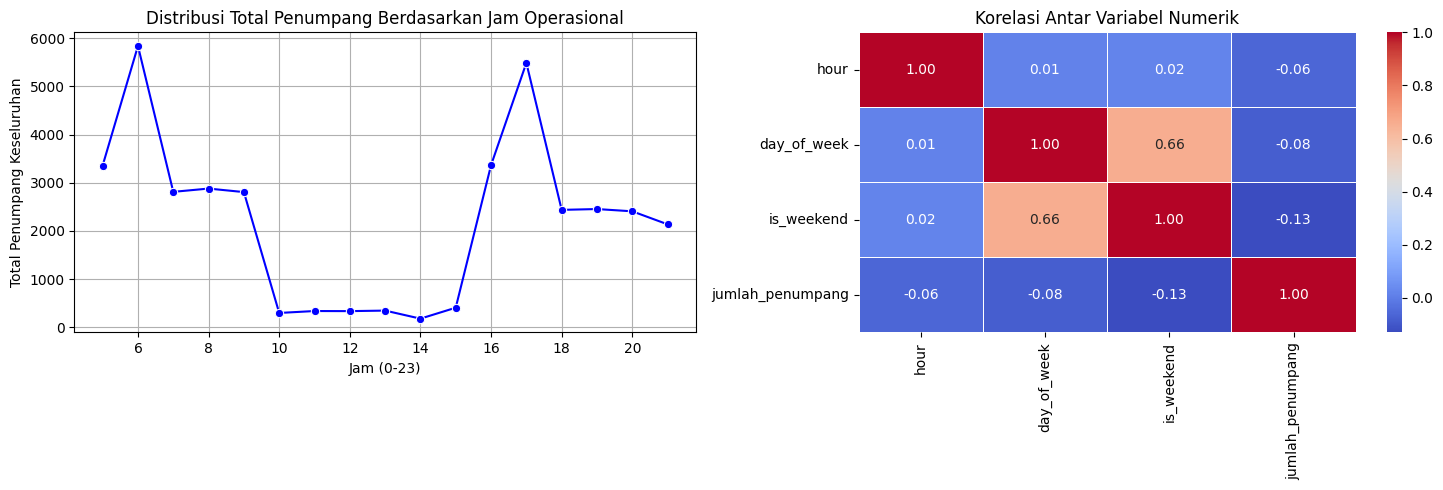 Distribusi Total Penumpang Berdasarkan Jam Operasional
Total Penumpang Keseluruhan
6000
5000
4000
3000
2000
1000
0
6 8 10 12 14 16 18 20
Jam (0-23)
Korelasi Antar Variabel Numerik
hour 1.00 0.01 0.02 -0.06
day_of_week 0.01 1.00 0.66 -0.08
is_weekend 0.02 0.66 1.00 -0.13
jumlah_penumpang -0.06 -0.08 -0.13 1.00
hour day_of_week is_weekend jumlah_penumpang
1.0
0.8
0.6
0.4
0.2
0.0